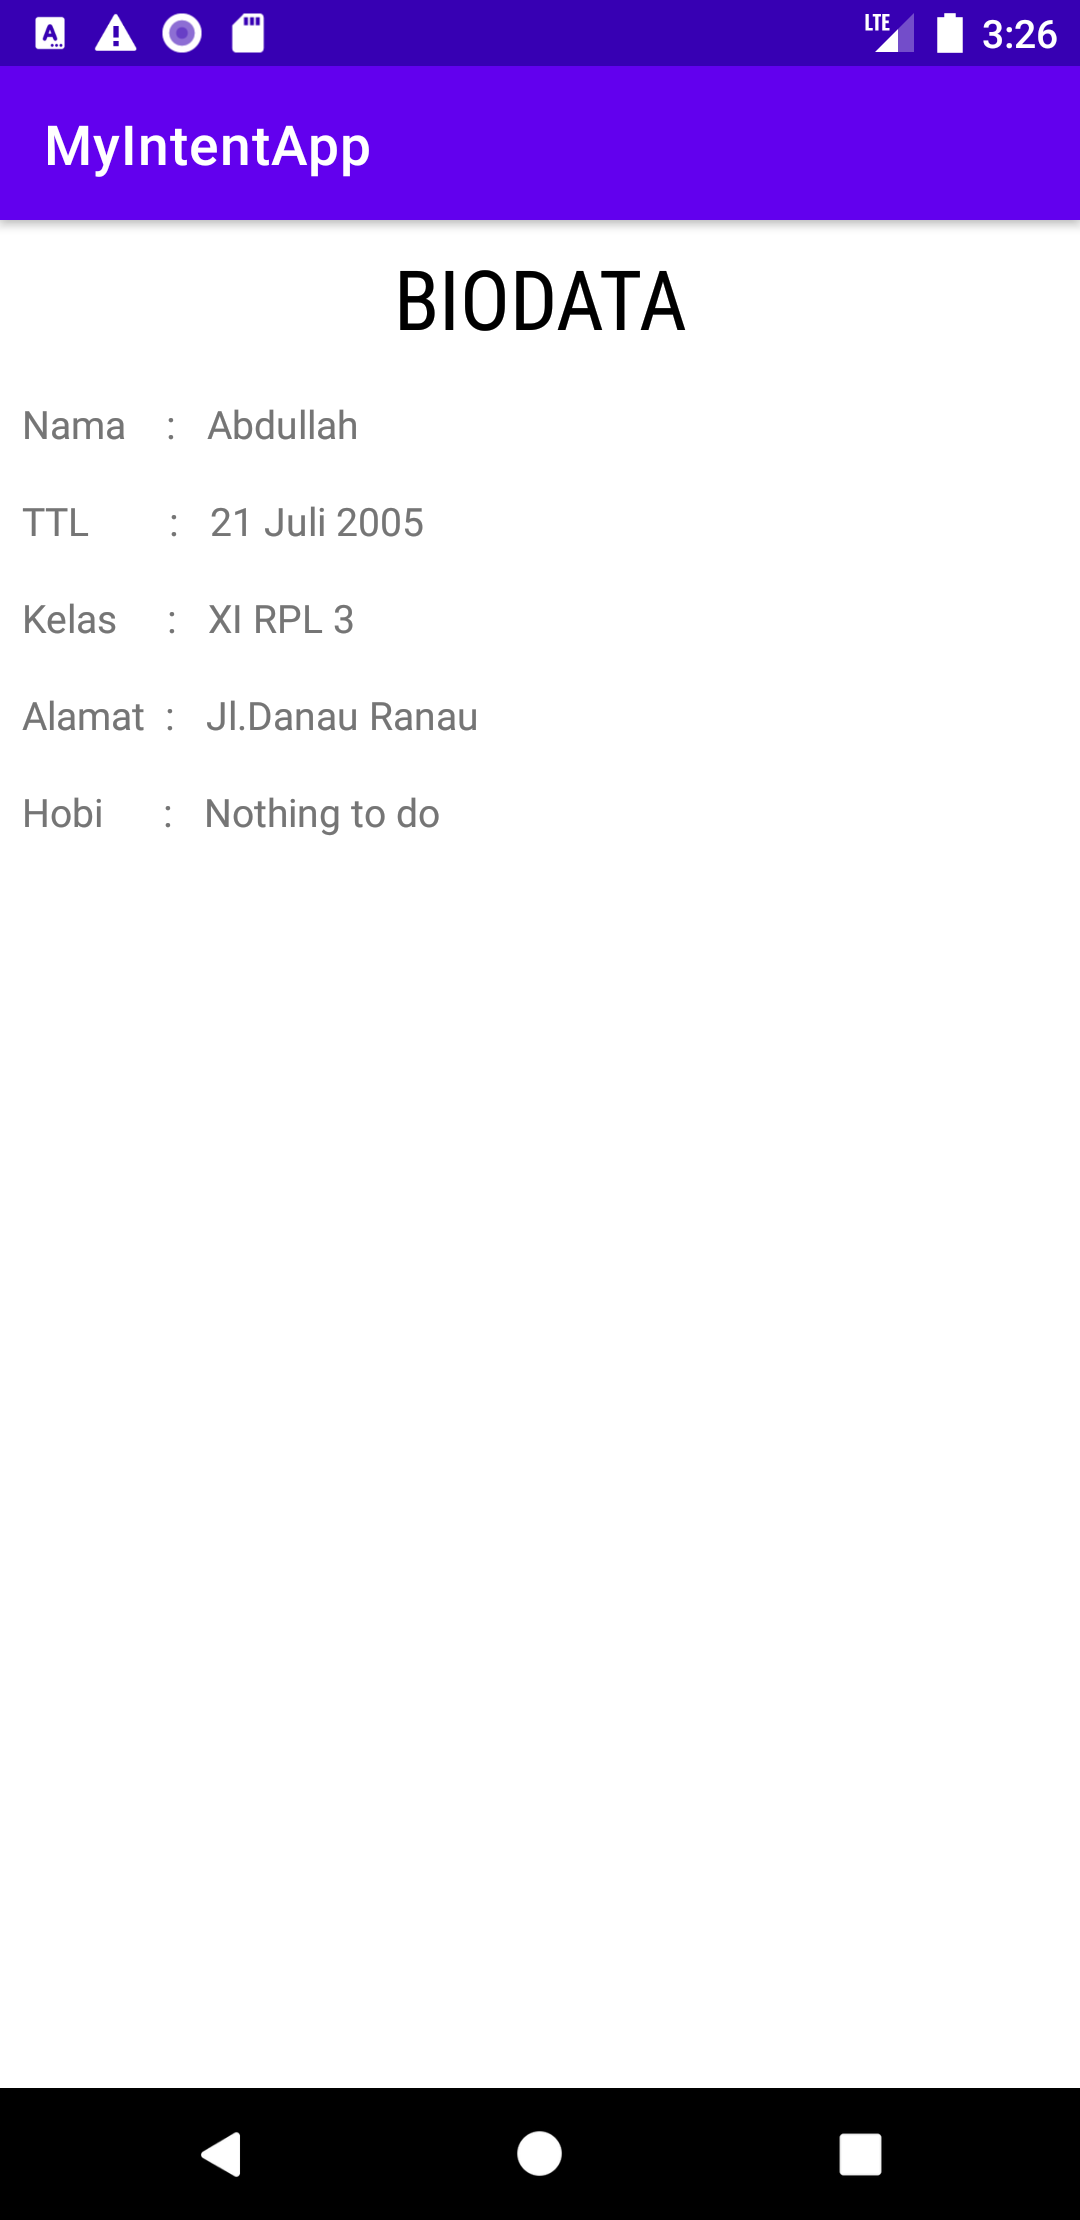 LTE 3:26
MyIntentApp
BIODATA
Nama : Abdullah
TTL : 21 Juli 2005
Kelas : XI RPL 3
Alamat : Jl.Danau Ranau
Hobi : Nothing to do